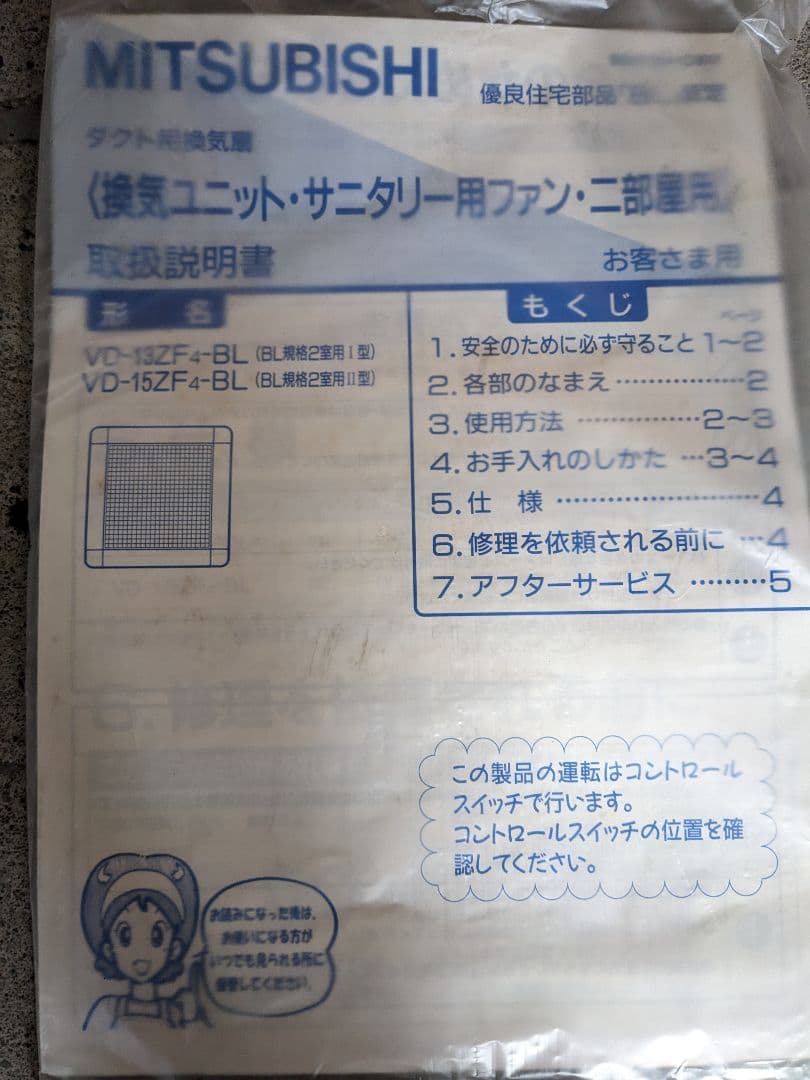 MITSUBISHI
優良住宅部品
ダクト用換気扇
〈換気ユニット・サニタリー用ファン・二部屋用〉
取扱説明書
お客さま用
形 名
VD-13ZF4-BL（BL規格2室用Ⅰ型）
VD-15ZF4-BL（BL規格2室用Ⅱ型）
もくじ
ページ
1. 安全のために必ず守ること 1〜2
2. 各部のなまえ ……………… 2
3. 使用方法 …………… 2〜3
4. お手入れのしかた … 3〜4
5. 仕 様 …………………… 4
6. 修理を依頼される前に … 4
7. アフターサービス ……… 5
この製品の運転はコントロール
スイッチで行います。
コントロールスイッチの位置を確
認してください。
お読みになった後は、
お使いになる方が
いつでも見られる所に
保管してください。